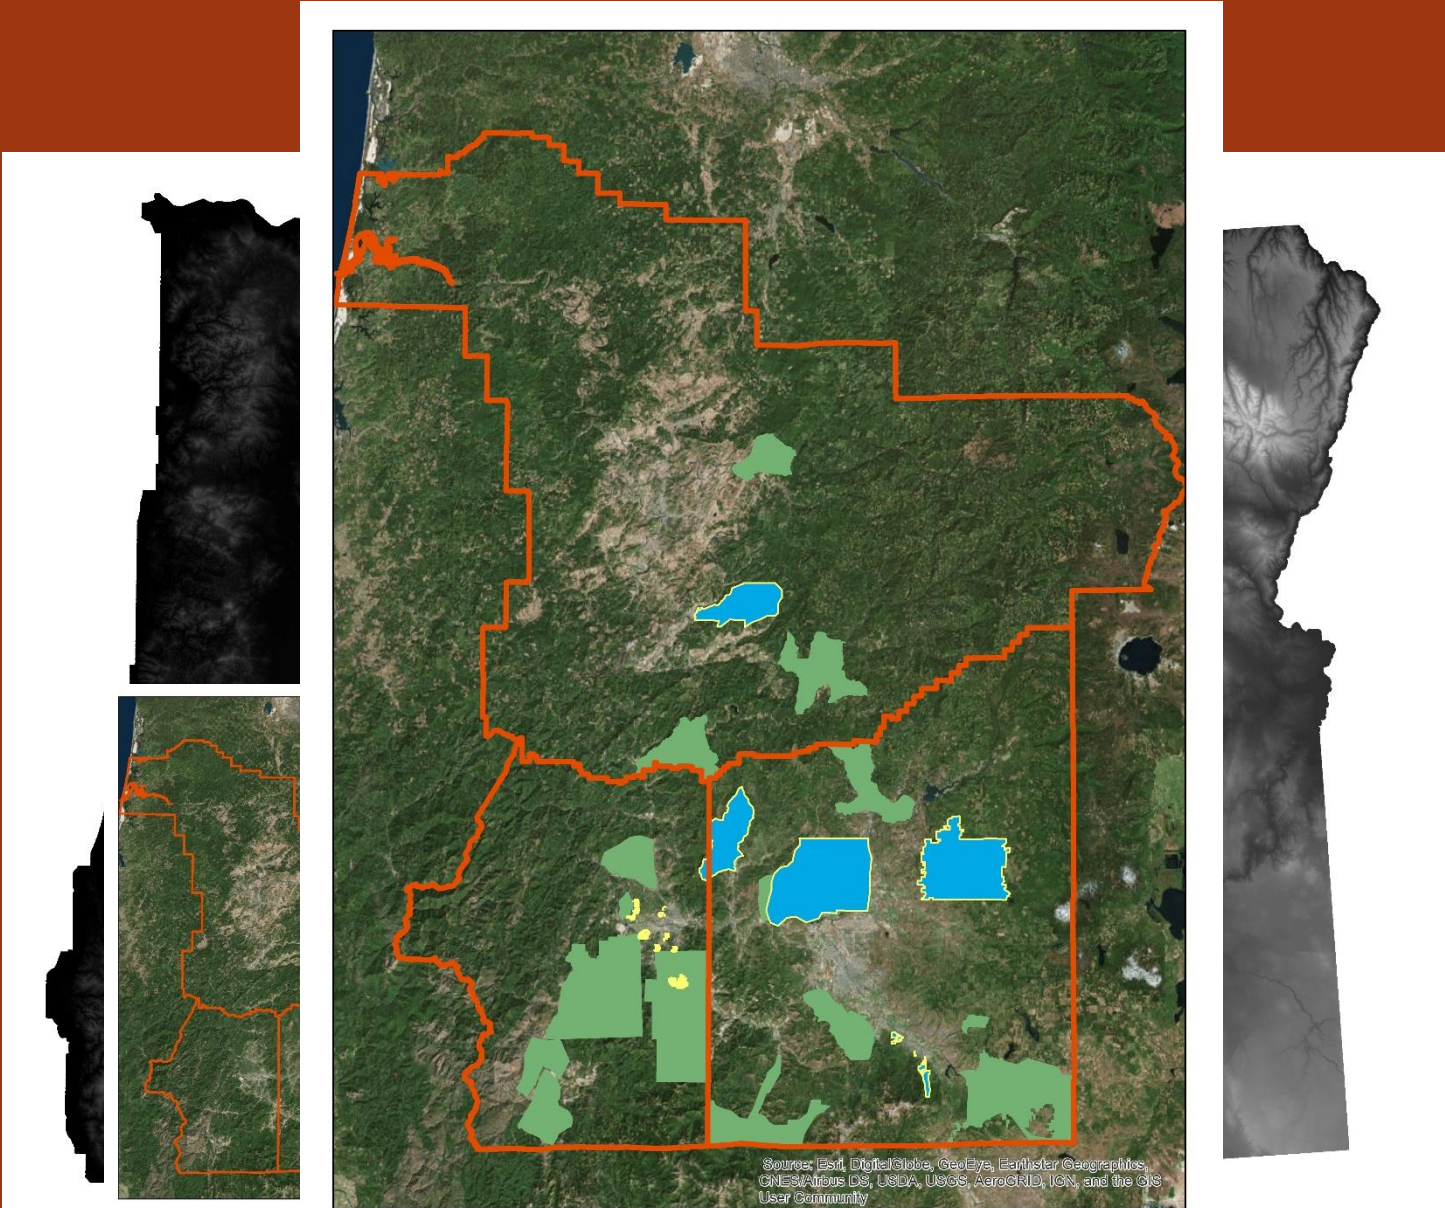 Source: Esri, DigitalGlobe, GeoEye, Earthstar Geographics,
CNES/Airbus DS, USDA, USGS, AeroGRID, IGN, and the GIS
User Community